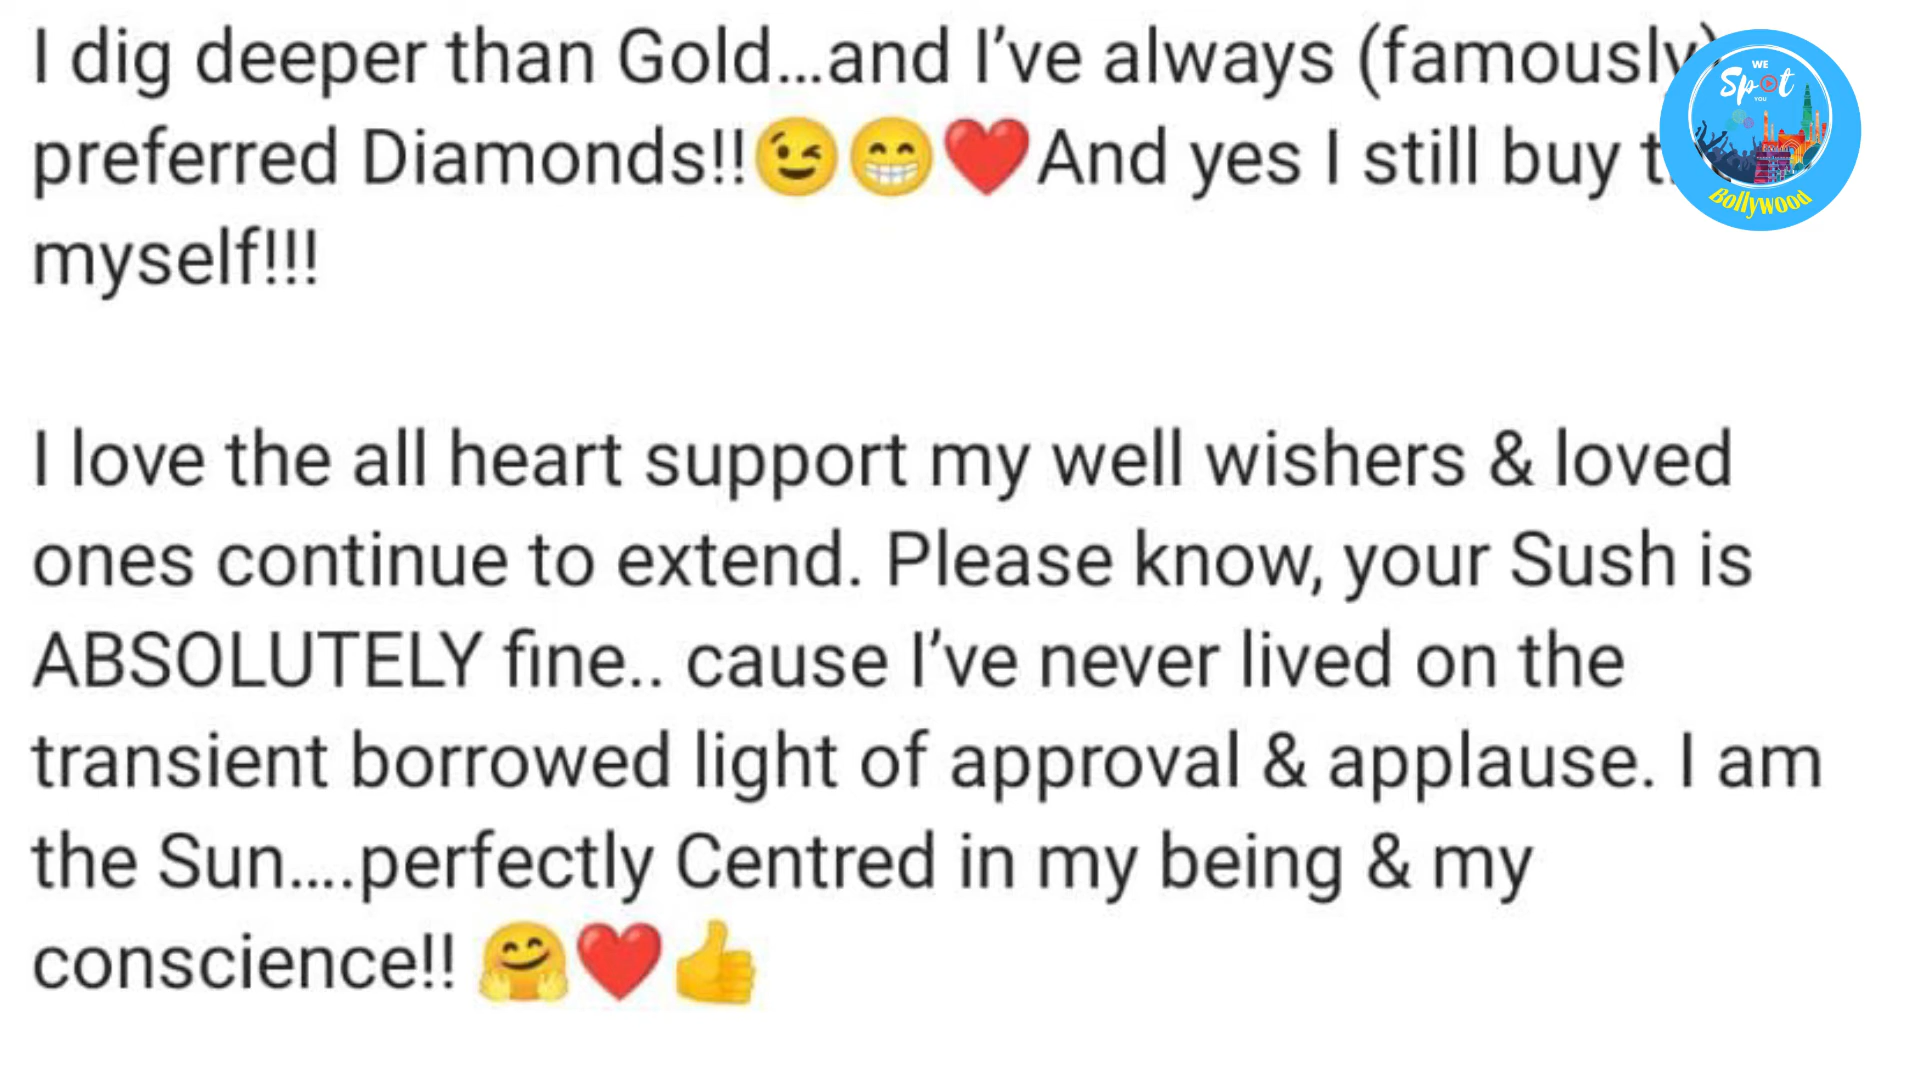 I dig deeper than Gold...and I've always (famously)
preferred Diamonds!!😉😁❤️And yes I still buy
myself!!!
I love the all heart support my well wishers & loved
ones continue to extend. Please know, your Sush is
ABSOLUTELY fine.. cause I've never lived on the
transient borrowed light of approval & applause. I am
the Sun....perfectly Centred in my being & my
conscience!! 🤗❤️👍
WE
Spot
YOU
Bollywood